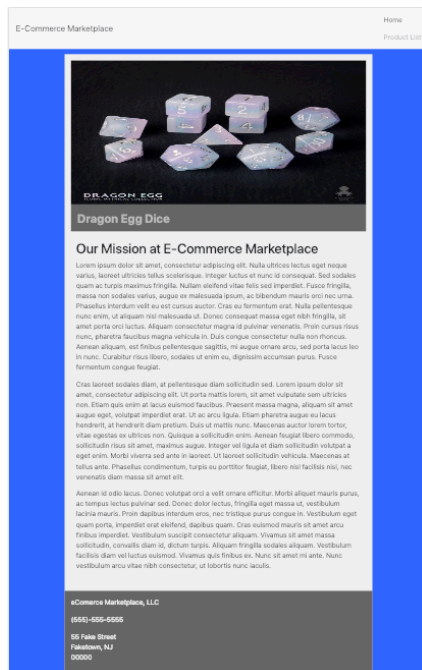 E-Commerce Marketplace
Home
Product List
DRAGON EGG
Dragon Egg Dice
Our Mission at E-Commerce Marketplace
Lorem ipsum dolor sit amet, consectetur adipiscing elit. Nulla ultrices lectus eget neque
varius, laoreet ultricies tellus scelerisque. Integer luctus et nunc id consequat. Sed sodales
quam ac turpis maximus fringilla. Nullam eleifend vitae felis sed imperdiet. Fusce fringilla,
massa non sodales varius, augue ex malesuada ipsum, ac bibendum mauris orci nec urna.
Phasellus interdum velit eu est cursus auctor. Cras eu fermentum erat. Nulla pellentesque
nunc enim, ut aliquam nisl malesuada ut. Donec consequat massa eget nibh fringilla, sit
amet porta orci luctus. Aliquam consectetur magna id pulvinar venenatis. Proin cursus risus
nunc, pharetra faucibus magna vehicula in. Duis congue consectetur nulla non rhoncus.
Aenean aliquam, est finibus pellentesque sagittis, mi augue ornare arcu, sed porta lacus leo
in nunc. Curabitur risus libero, sodales ut enim eu, dignissim accumsan purus. Fusce
fermentum congue feugiat.
Cras laoreet sodales diam, at pellentesque diam sollicitudin sed. Lorem ipsum dolor sit
amet, consectetur adipiscing elit. Ut porta mattis lorem, sit amet vulputate sem ultricies
non. Etiam quis enim at lacus euismod faucibus. Praesent massa magna, aliquam sit amet
augue eget, volutpat imperdiet erat. Ut ac arcu ligula. Etiam pharetra augue eu lacus
hendrerit, at hendrerit diam pretium. Duis ut mattis nunc. Maecenas auctor lorem tortor,
vitae egestas ex ultrices non. Quisque a sollicitudin enim. Aenean feugiat libero commodo,
sollicitudin risus sit amet, maximus augue. Integer vel ligula et diam sollicitudin volutpat a
eget enim. Morbi viverra sed ante in laoreet. Ut laoreet sollicitudin vehicula. Maecenas at
tellus ante. Phasellus condimentum, turpis eu porttitor feugiat, libero nisi facilisis nisi, nec
venenatis diam massa sit amet elit.
Aenean id odio lacus. Donec volutpat orci a velit ornare efficitur. Morbi aliquet mauris purus,
ac tempus lectus pulvinar sed. Donec dolor lectus, fringilla eget massa ut, vestibulum
lacinia mauris. Proin dapibus interdum eros, nec tristique purus congue in. Vestibulum eget
quam porta, imperdiet erat eleifend, dapibus quam. Cras euismod mauris sit amet arcu
finibus imperdiet. Vestibulum suscipit consectetur aliquam. Vivamus sit amet massa
sollicitudin, convallis diam id, dictum turpis. Aliquam fringilla sodales aliquam. Vestibulum
facilisis diam vel luctus euismod. Vivamus quis finibus ex. Nunc sit amet mi ante. Nunc
vestibulum arcu vitae nibh consectetur, ut lobortis nunc iaculis.
eComerce Marketplace, LLC
(555)-555-5555
55 Fake Street
Faketown, NJ
00000